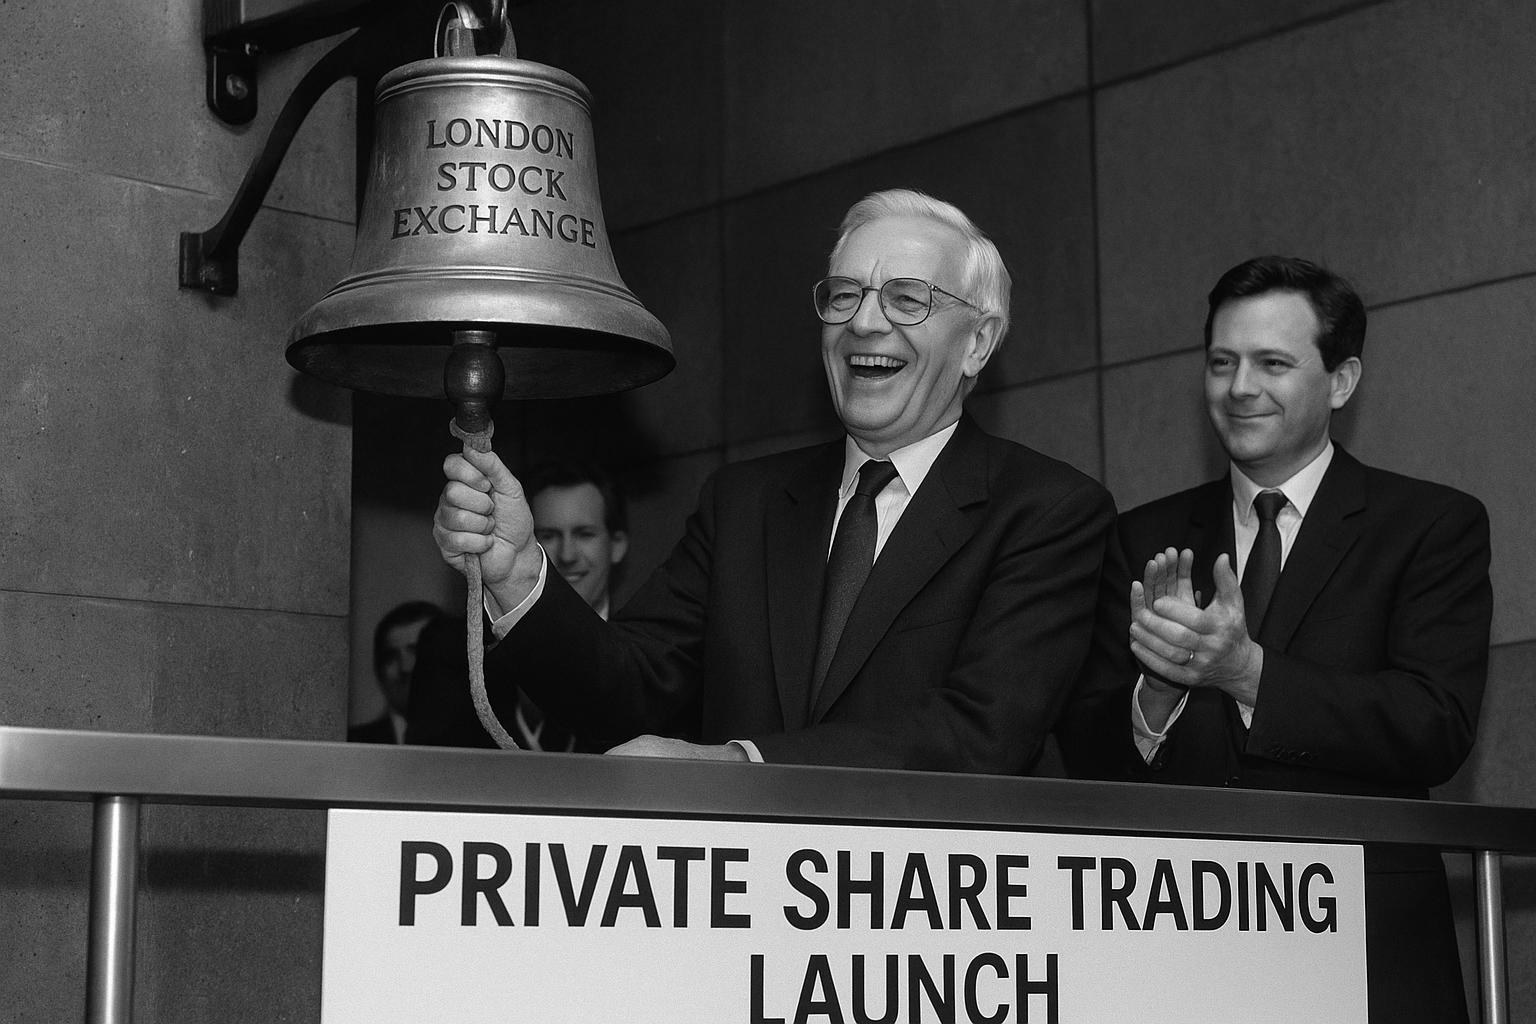 LONDON
STOCK
EXCHANGE
PRIVATE SHARE TRADING
LAUNCH